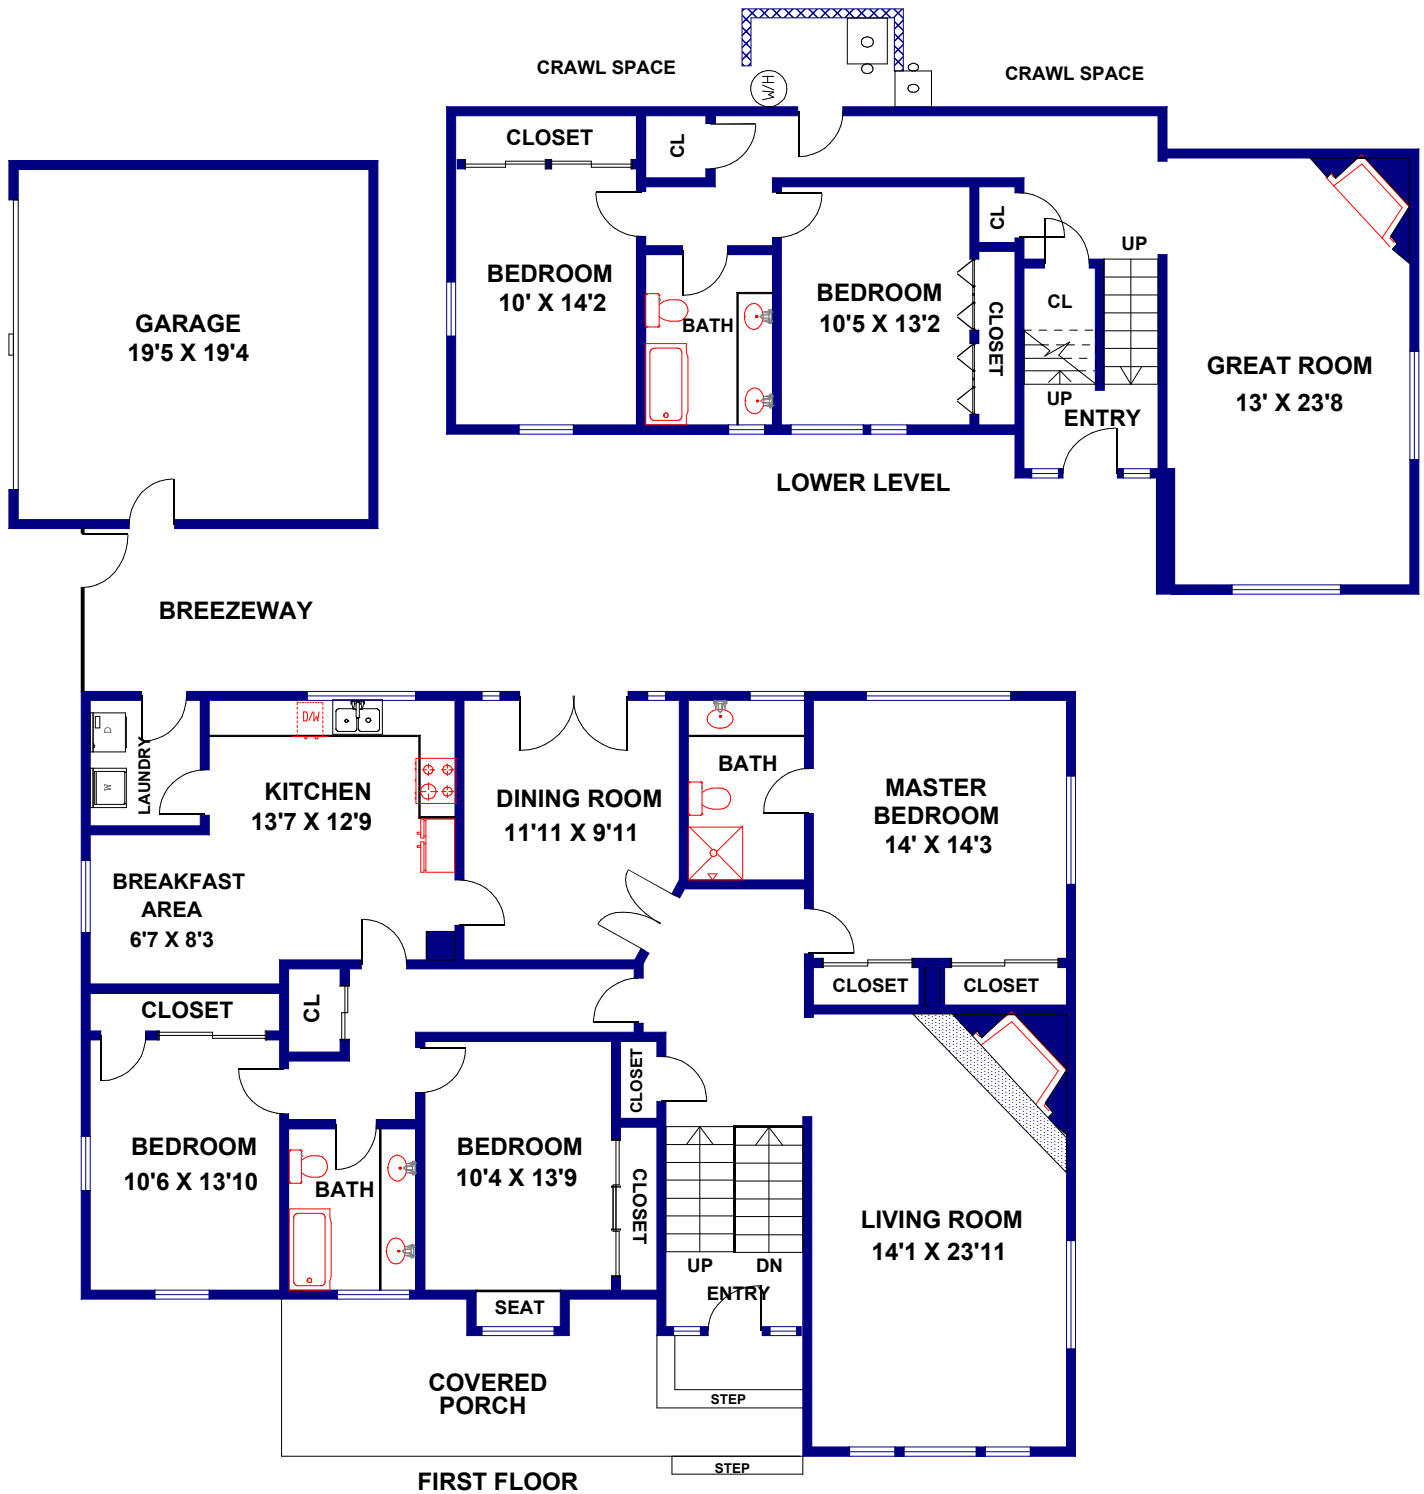 CRAWL SPACE
CRAWL SPACE
H/W
CLOSET
CL
CL
UP
BEDROOM
10' X 14'2
BATH
BEDROOM
10'5 X 13'2
CLOSET
CL
UP
ENTRY
GREAT ROOM
13' X 23'8
LOWER LEVEL
GARAGE
19'5 X 19'4
BREEZEWAY
D
W
LAUNDRY
D/W
KITCHEN
13'7 X 12'9
BREAKFAST
AREA
6'7 X 8'3
DINING ROOM
11'11 X 9'11
BATH
MASTER
BEDROOM
14' X 14'3
CLOSET
CLOSET
CLOSET
CL
BEDROOM
10'6 X 13'10
BATH
BEDROOM
10'4 X 13'9
CLOSET
CLOSET
UP
DN
ENTRY
LIVING ROOM
14'1 X 23'11
SEAT
COVERED
PORCH
STEP
STEP
FIRST FLOOR